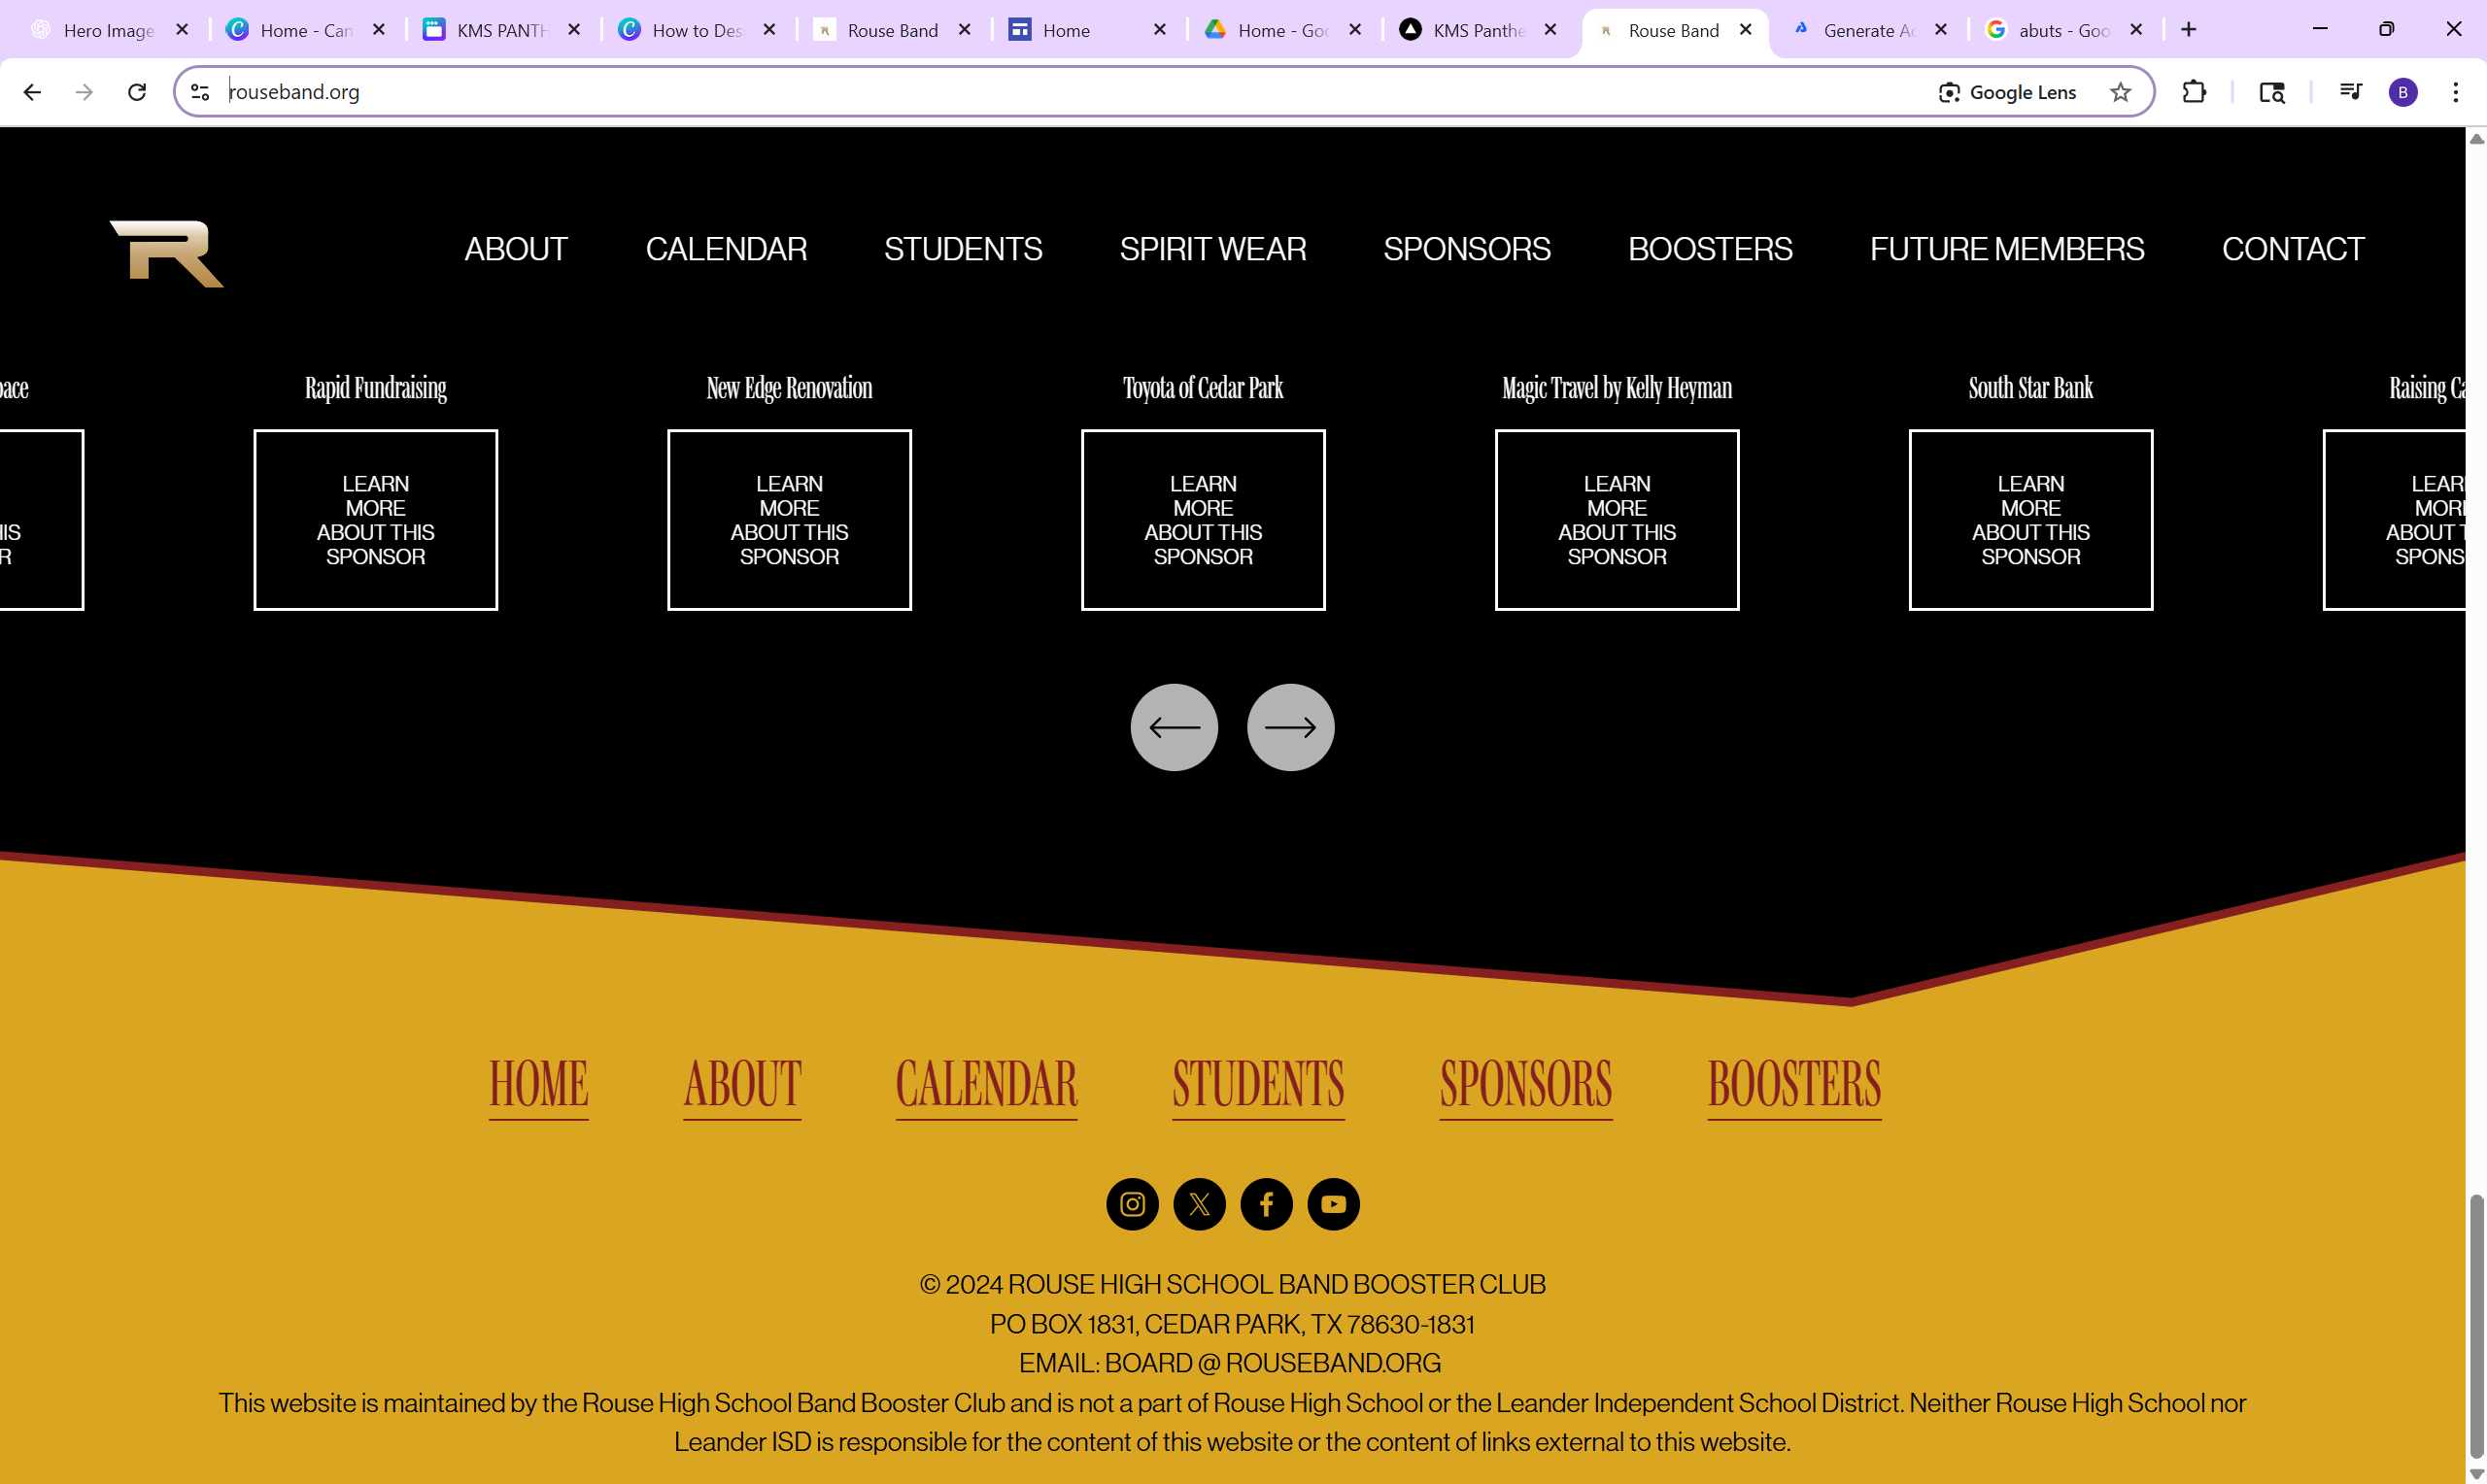 Hero Image
Home - Can
KMS PANTH
How to Des
Rouse Band
Home
Home - Goo
KMS Panthe
Rouse Band
Generate Ac
abuts - Goo
rouseband.org
Google Lens
B
R
ABOUT CALENDAR STUDENTS SPIRIT WEAR SPONSORS BOOSTERS FUTURE MEMBERS CONTACT
pace Rapid Fundraising New Edge Renovation Toyota of Cedar Park Magic Travel by Kelly Heyman South Star Bank Raising Ca
LEARN LEARN LEARN LEARN LEARN LEAR
MORE MORE MORE MORE MORE MOR
IS ABOUT THIS ABOUT THIS ABOUT THIS ABOUT THIS ABOUT THIS ABOUT T
R SPONSOR SPONSOR SPONSOR SPONSOR SPONSOR SPONS
HOME ABOUT CALENDAR STUDENTS SPONSORS BOOSTERS
© 2024 ROUSE HIGH SCHOOL BAND BOOSTER CLUB
PO BOX 1831, CEDAR PARK, TX 78630-1831
EMAIL: BOARD @ ROUSEBAND.ORG
This website is maintained by the Rouse High School Band Booster Club and is not a part of Rouse High School or the Leander Independent School District. Neither Rouse High School nor
Leander ISD is responsible for the content of this website or the content of links external to this website.